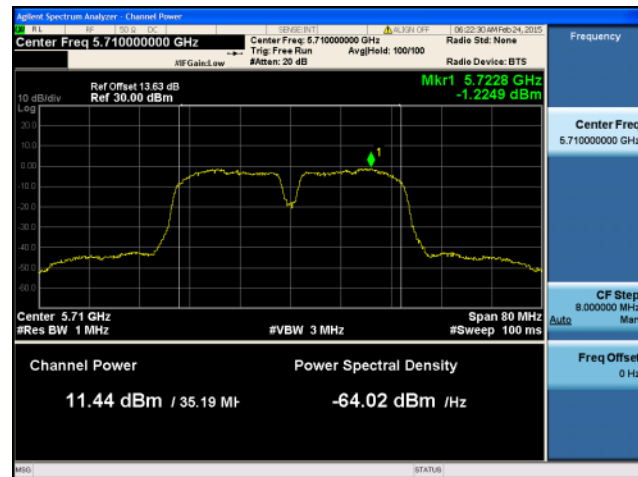 Agilent Spectrum Analyzer - Channel Power
RL RF 50 Ω DC SENSE:INT ALIGN OFF 06:22:30 AM Feb 24, 2015
Center Freq 5.710000000 GHz
Center Freq: 5.710000000 GHz
Radio Std: None
Trig: Free Run Avg|Hold: 100/100
#IFGain:Low #Atten: 20 dB Radio Device: BTS
Frequency
Mkr1 5.7228 GHz
-1.2249 dBm
Ref Offset 13.63 dB
10 dB/div Ref 30.00 dBm
Log
20.0
10.0
0.00
-10.0
-20.0
-30.0
-40.0
-50.0
-60.0
1
Center 5.71 GHz Span 80 MHz
#Res BW 1 MHz #VBW 3 MHz #Sweep 100 ms
Channel Power Power Spectral Density
11.44 dBm / 35.19 MH -64.02 dBm /Hz
Center Freq
5.710000000 GHz
CF Step
8.000000 MHz
Auto Man
Freq Offset
0 Hz
MSG STATUS